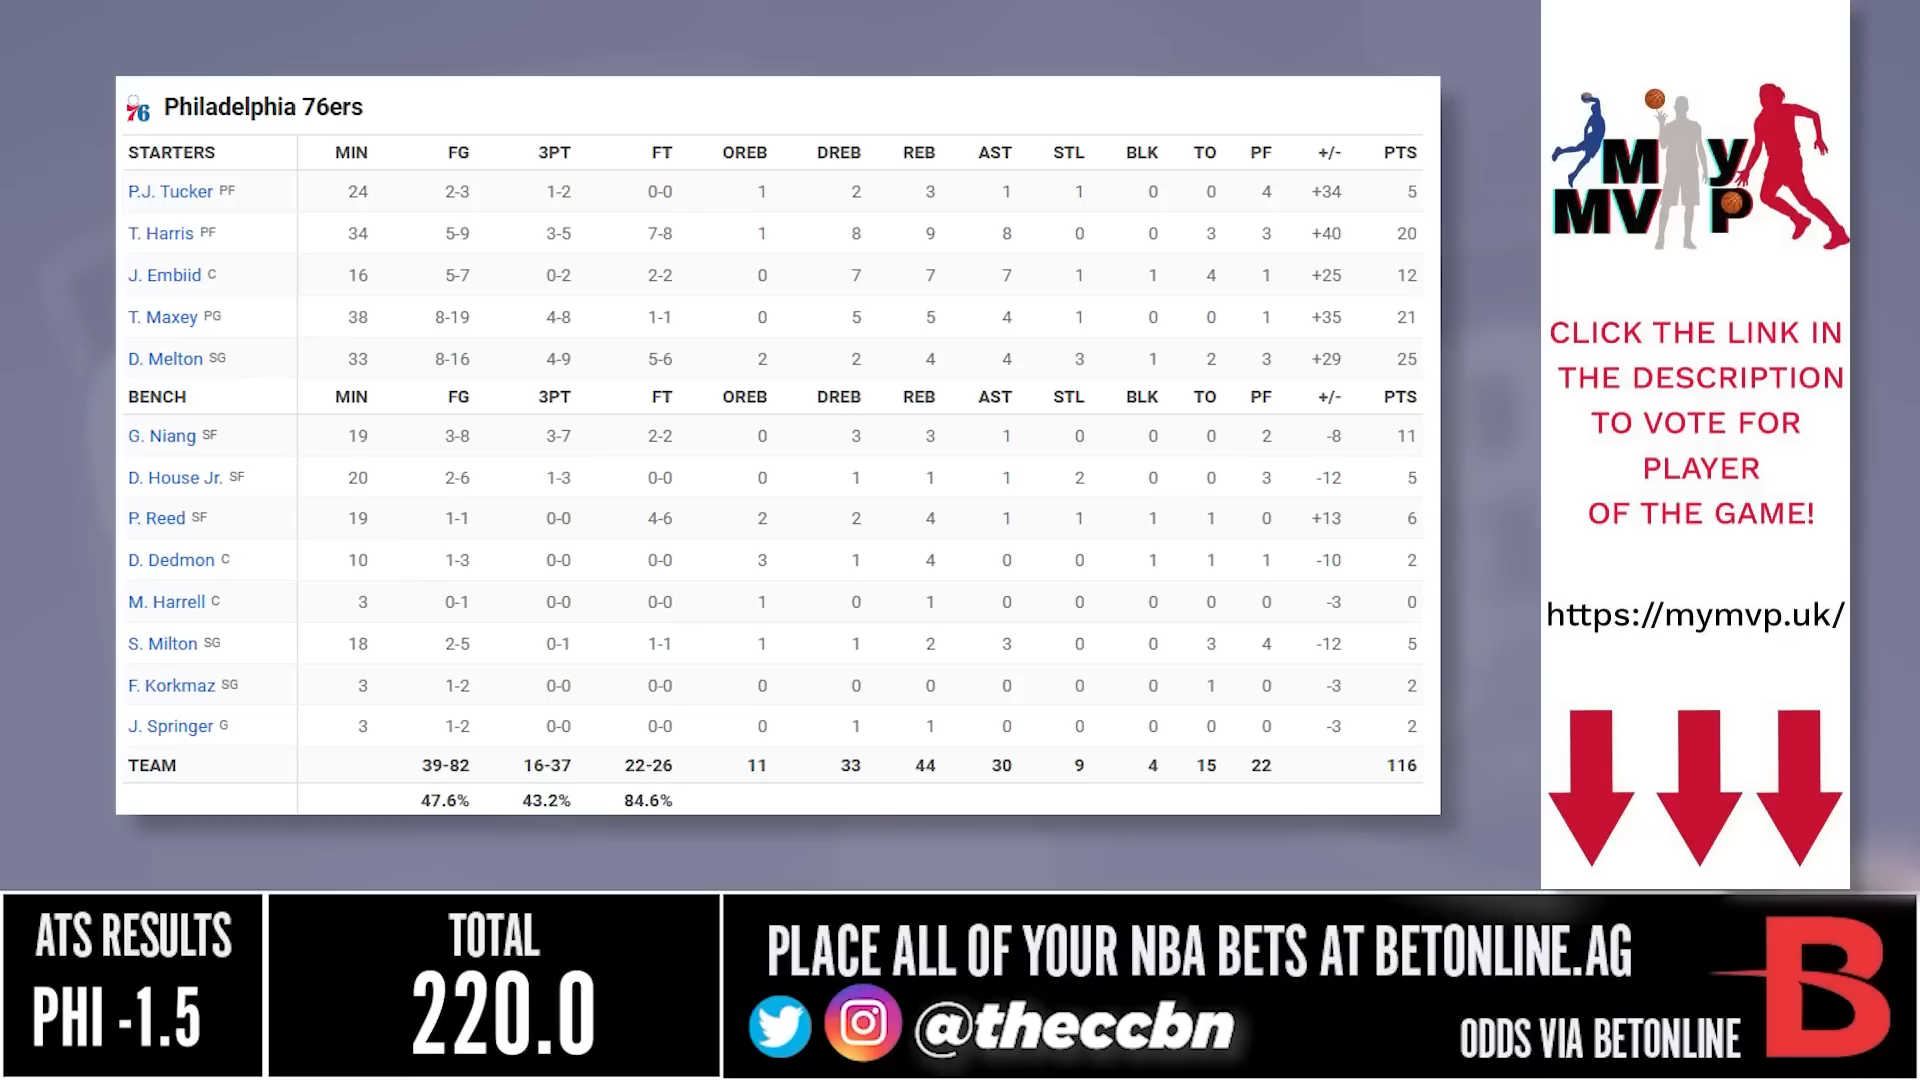 76 Philadelphia 76ers
STARTERS MIN FG 3PT FT OREB DREB REB AST STL BLK TO PF +/- PTS
P.J. Tucker PF 24 2-3 1-2 0-0 1 2 3 1 1 0 0 4 +34 5
T. Harris PF 34 5-9 3-5 7-8 1 8 9 8 0 0 3 3 +40 20
J. Embiid C 16 5-7 0-2 2-2 0 7 7 7 1 1 4 1 +25 12
T. Maxey PG 38 8-19 4-8 1-1 0 5 5 4 1 0 0 1 +35 21
D. Melton SG 33 8-16 4-9 5-6 2 2 4 4 3 1 2 3 +29 25
BENCH MIN FG 3PT FT OREB DREB REB AST STL BLK TO PF +/- PTS
G. Niang SF 19 3-8 3-7 2-2 0 3 3 1 0 0 0 2 -8 11
D. House Jr. SF 20 2-6 1-3 0-0 0 1 1 1 2 0 0 3 -12 5
P. Reed SF 19 1-1 0-0 4-6 2 2 4 1 1 1 1 0 +13 6
D. Dedmon C 10 1-3 0-0 0-0 3 1 4 0 0 1 1 1 -10 2
M. Harrell C 3 0-1 0-0 0-0 1 0 1 0 0 0 0 0 -3 0
S. Milton SG 18 2-5 0-1 1-1 1 1 2 3 0 0 3 4 -12 5
F. Korkmaz SG 3 1-2 0-0 0-0 0 0 0 0 0 0 1 0 -3 2
J. Springer G 3 1-2 0-0 0-0 0 1 1 0 0 0 0 0 -3 2
TEAM 39-82 16-37 22-26 11 33 44 30 9 4 15 22 116
47.6% 43.2% 84.6%
My
MVP
CLICK THE LINK IN
THE DESCRIPTION
TO VOTE FOR
PLAYER
OF THE GAME!
https://mymvp.uk/
ATS RESULTS
PHI -1.5
TOTAL
220.0
PLACE ALL OF YOUR NBA BETS AT BETONLINE.AG
@theccbn
ODDS VIA BETONLINE
B